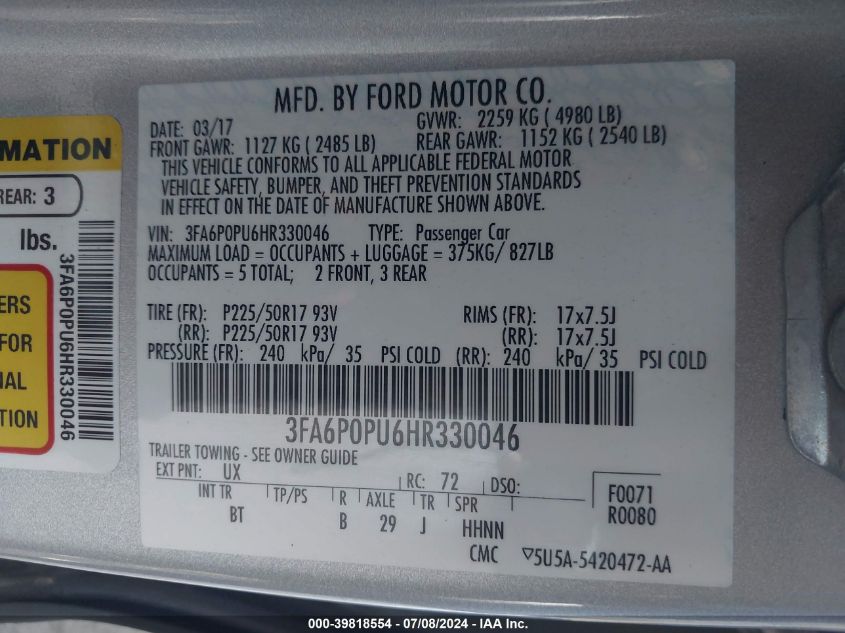 MFD. BY FORD MOTOR CO.
DATE: 03/17
GVWR: 2259 KG ( 4980 LB)
FRONT GAWR: 1127 KG ( 2485 LB)
REAR GAWR: 1152 KG ( 2540 LB)
THIS VEHICLE CONFORMS TO ALL APPLICABLE FEDERAL MOTOR
VEHICLE SAFETY, BUMPER, AND THEFT PREVENTION STANDARDS
IN EFFECT ON THE DATE OF MANUFACTURE SHOWN ABOVE.
VIN: 3FA6P0PU6HR330046 TYPE: Passenger Car
MAXIMUM LOAD = OCCUPANTS + LUGGAGE = 375KG/ 827LB
OCCUPANTS = 5 TOTAL; 2 FRONT, 3 REAR
TIRE (FR): P225/50R17 93V RIMS (FR): 17x7.5J
(RR): P225/50R17 93V (RR): 17x7.5J
PRESSURE (FR): 240 kPa/ 35 PSI COLD (RR): 240 kPa/ 35 PSI COLD
3FA6P0PU6HR330046
TRAILER TOWING - SEE OWNER GUIDE
EXT PNT: UX RC: 72 DSO:
INT TR TP/PS R AXLE TR SPR
BT B 29 J HHNN
F0071
R0080
CMC ▽5U5A-5420472-AA
MATION
REAR: 3
lbs.
3FA6P0PU6HR330046
ERS
FOR
NAL
TION
000-39818554 - 07/08/2024 - IAAI Inc.